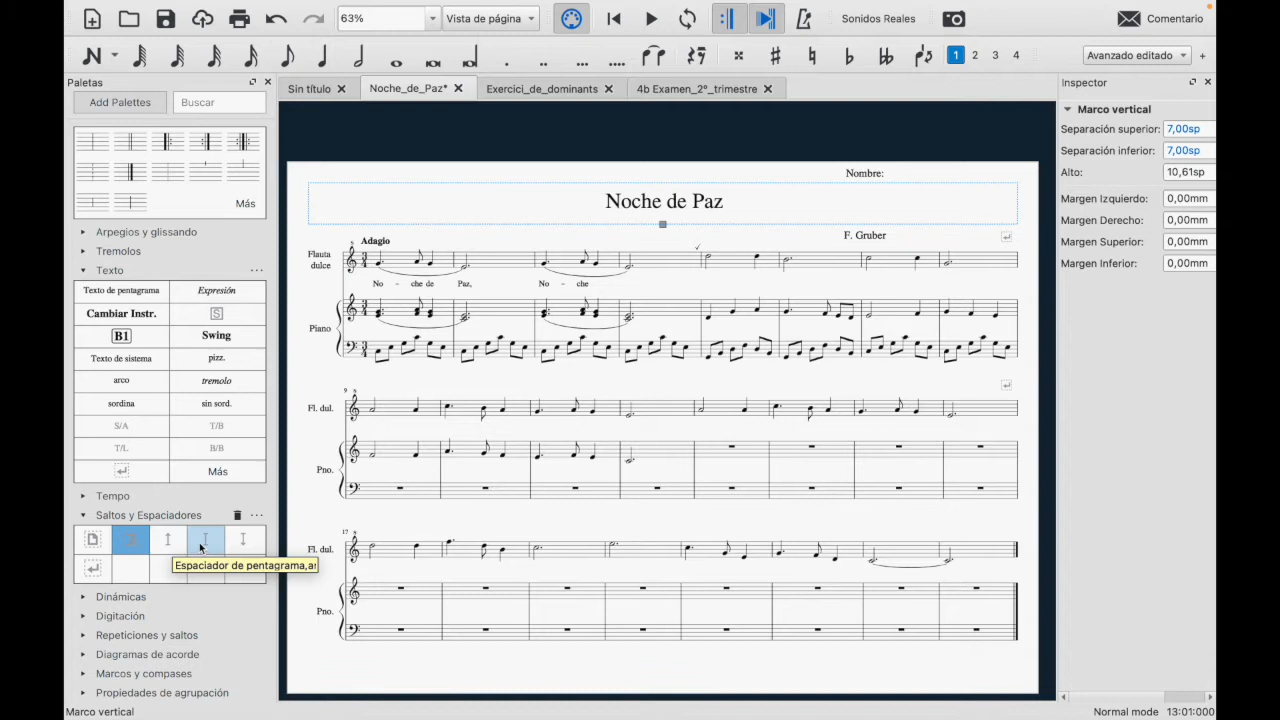 63%
Vista de página
Sonidos Reales
Comentario
1 2 3 4
Avanzado editado
+
Paletas
Add Palettes
Buscar
Más
Arpegios y glissando
Tremolos
Texto
Texto de pentagrama
Expresión
Cambiar Instr.
S
B1
Swing
Texto de sistema
pizz.
arco
tremolo
sordina
sin sord.
S/A
T/B
T/L
B/B
Más
Tempo
Saltos y Espaciadores
Espaciador de pentagrama,ar
Dinámicas
Digitación
Repeticiones y saltos
Diagramas de acorde
Marcos y compases
Propiedades de agrupación
Marco vertical
Sin título
Noche_de_Paz*
Exercici_de_dominants
4b Examen_2º_trimestre
Nombre:
Noche de Paz
Adagio
F. Gruber
Flauta
dulce
No – che de Paz, No – che
Piano
9
Fl. dul.
Pno.
17
Fl. dul.
Pno.
Inspector
Marco vertical
Separación superior: 7,00sp
Separación inferior: 7,00sp
Alto: 10,61sp
Margen Izquierdo: 0,00mm
Margen Derecho: 0,00mm
Margen Superior: 0,00mm
Margen Inferior: 0,00mm
Normal mode 13:01:000